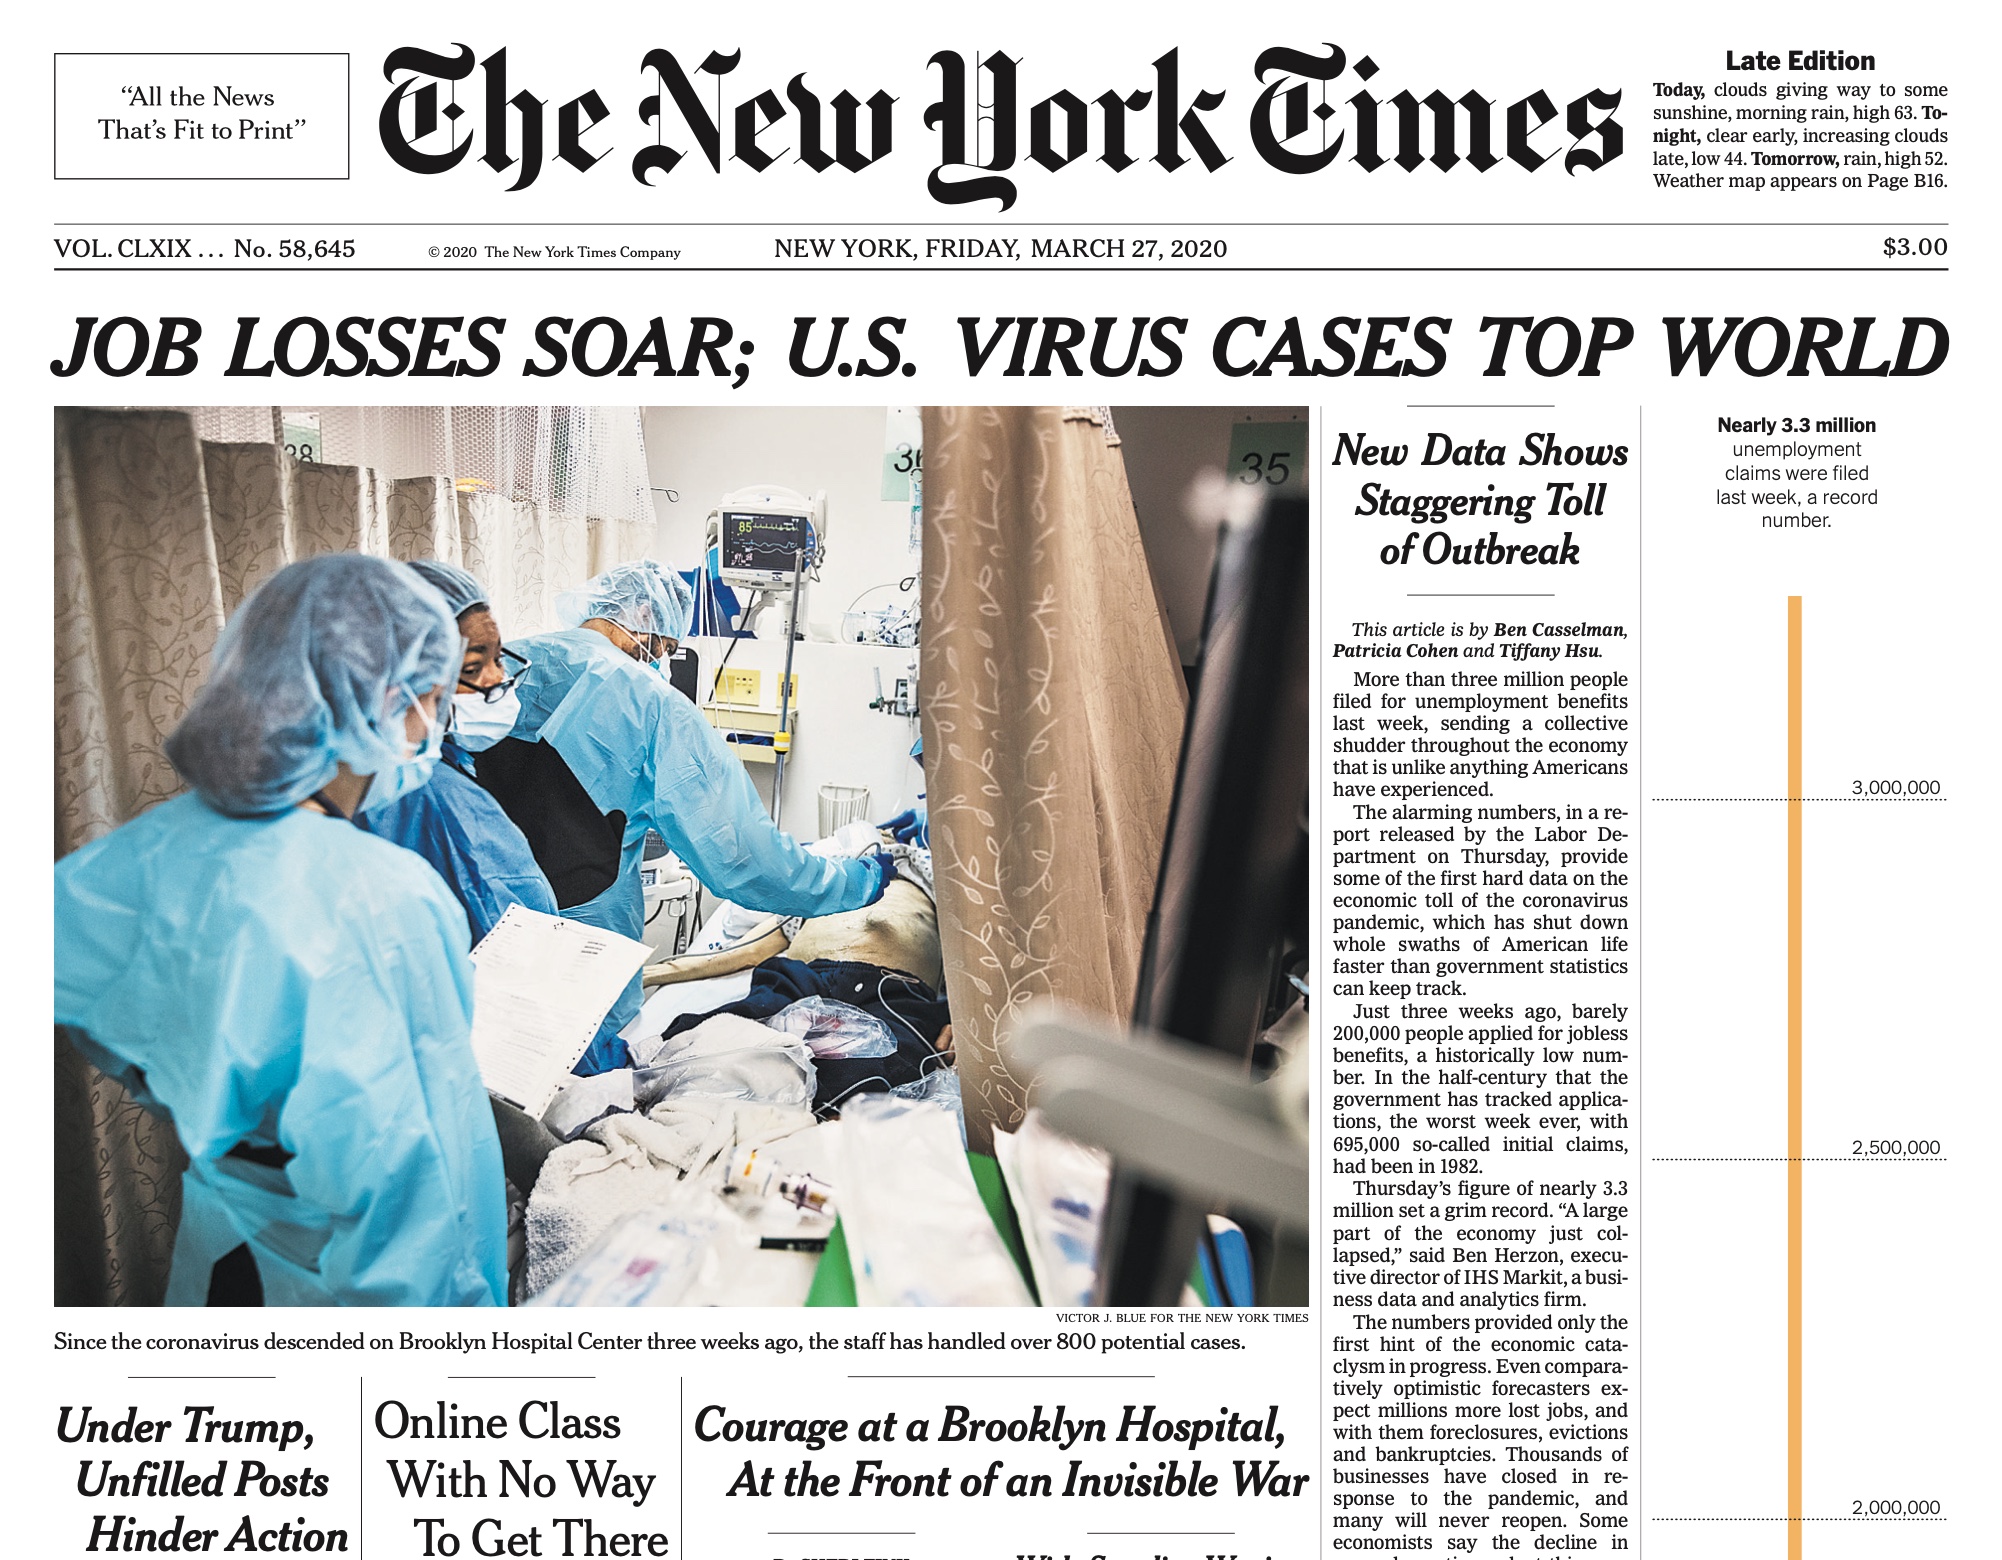 “All the News
That’s Fit to Print”
The New York Times
Late Edition
Today, clouds giving way to some
sunshine, morning rain, high 63. To-
night, clear early, increasing clouds
late, low 44. Tomorrow, rain, high 52.
Weather map appears on Page B16.
VOL. CLXIX . . . No. 58,645
© 2020 The New York Times Company
NEW YORK, FRIDAY, MARCH 27, 2020
$3.00
JOB LOSSES SOAR; U.S. VIRUS CASES TOP WORLD
38
36
35
85
VICTOR J. BLUE FOR THE NEW YORK TIMES
Since the coronavirus descended on Brooklyn Hospital Center three weeks ago, the staff has handled over 800 potential cases.
Under Trump,
Unfilled Posts
Hinder Action
Online Class
With No Way
To Get There
Courage at a Brooklyn Hospital,
At the Front of an Invisible War
New Data Shows
Staggering Toll
of Outbreak
This article is by Ben Casselman,
Patricia Cohen and Tiffany Hsu.
More than three million people
filed for unemployment benefits
last week, sending a collective
shudder throughout the economy
that is unlike anything Americans
have experienced.
The alarming numbers, in a re-
port released by the Labor De-
partment on Thursday, provide
some of the first hard data on the
economic toll of the coronavirus
pandemic, which has shut down
whole swaths of American life
faster than government statistics
can keep track.
Just three weeks ago, barely
200,000 people applied for jobless
benefits, a historically low num-
ber. In the half-century that the
government has tracked applica-
tions, the worst week ever, with
695,000 so-called initial claims,
had been in 1982.
Thursday’s figure of nearly 3.3
million set a grim record. “A large
part of the economy just col-
lapsed,” said Ben Herzon, execu-
tive director of IHS Markit, a busi-
ness data and analytics firm.
The numbers provided only the
first hint of the economic cata-
clysm in progress. Even compara-
tively optimistic forecasters ex-
pect millions more lost jobs, and
with them foreclosures, evictions
and bankruptcies. Thousands of
businesses have closed in re-
sponse to the pandemic, and
many will never reopen. Some
economists say the decline in
Nearly 3.3 million
unemployment
claims were filed
last week, a record
number.
3,000,000
2,500,000
2,000,000